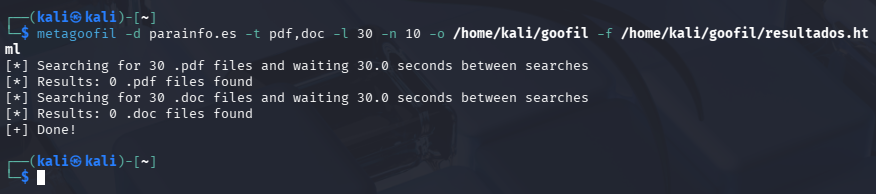 ┌──(kali㉿kali)-[~]
└─$ metagoofil -d parainfo.es -t pdf,doc -l 30 -n 10 -o /home/kali/goofil -f /home/kali/goofil/resultados.ht
ml
[*] Searching for 30 .pdf files and waiting 30.0 seconds between searches
[*] Results: 0 .pdf files found
[*] Searching for 30 .doc files and waiting 30.0 seconds between searches
[*] Results: 0 .doc files found
[+] Done!
┌──(kali㉿kali)-[~]
└─$